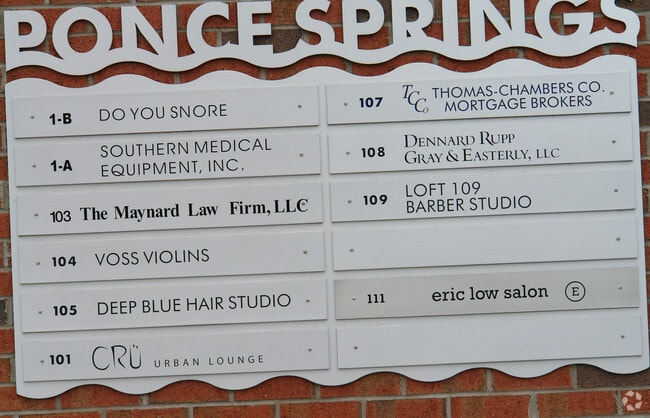 PONCE SPRINGS
1-B DO YOU SNORE
1-A SOUTHERN MEDICAL
EQUIPMENT, INC.
103 The Maynard Law Firm, LLC
104 VOSS VIOLINS
105 DEEP BLUE HAIR STUDIO
101 CRÜ URBAN LOUNGE
107 TCCo THOMAS-CHAMBERS CO.
MORTGAGE BROKERS
108 DENNARD RUPP
GRAY & EASTERLY, LLC
109 LOFT 109
BARBER STUDIO
111 eric low salon E